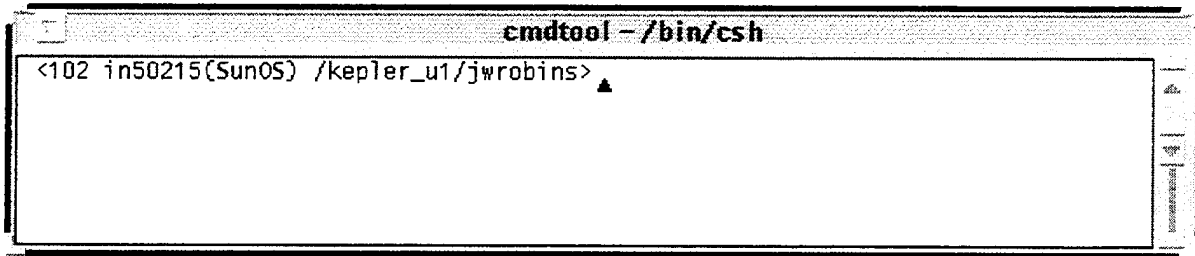 cmdtool – /bin/csh
<102 in50215(SunOS) /kepler_u1/jwrobins>